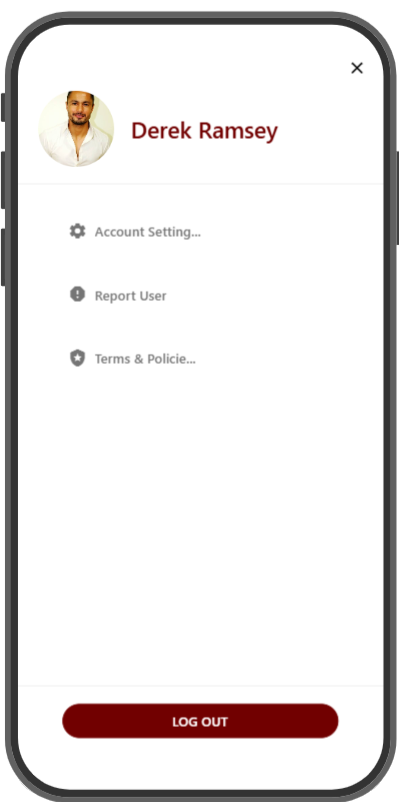 Derek Ramsey
Account Setting...
Report User
Terms & Policie...
LOG OUT